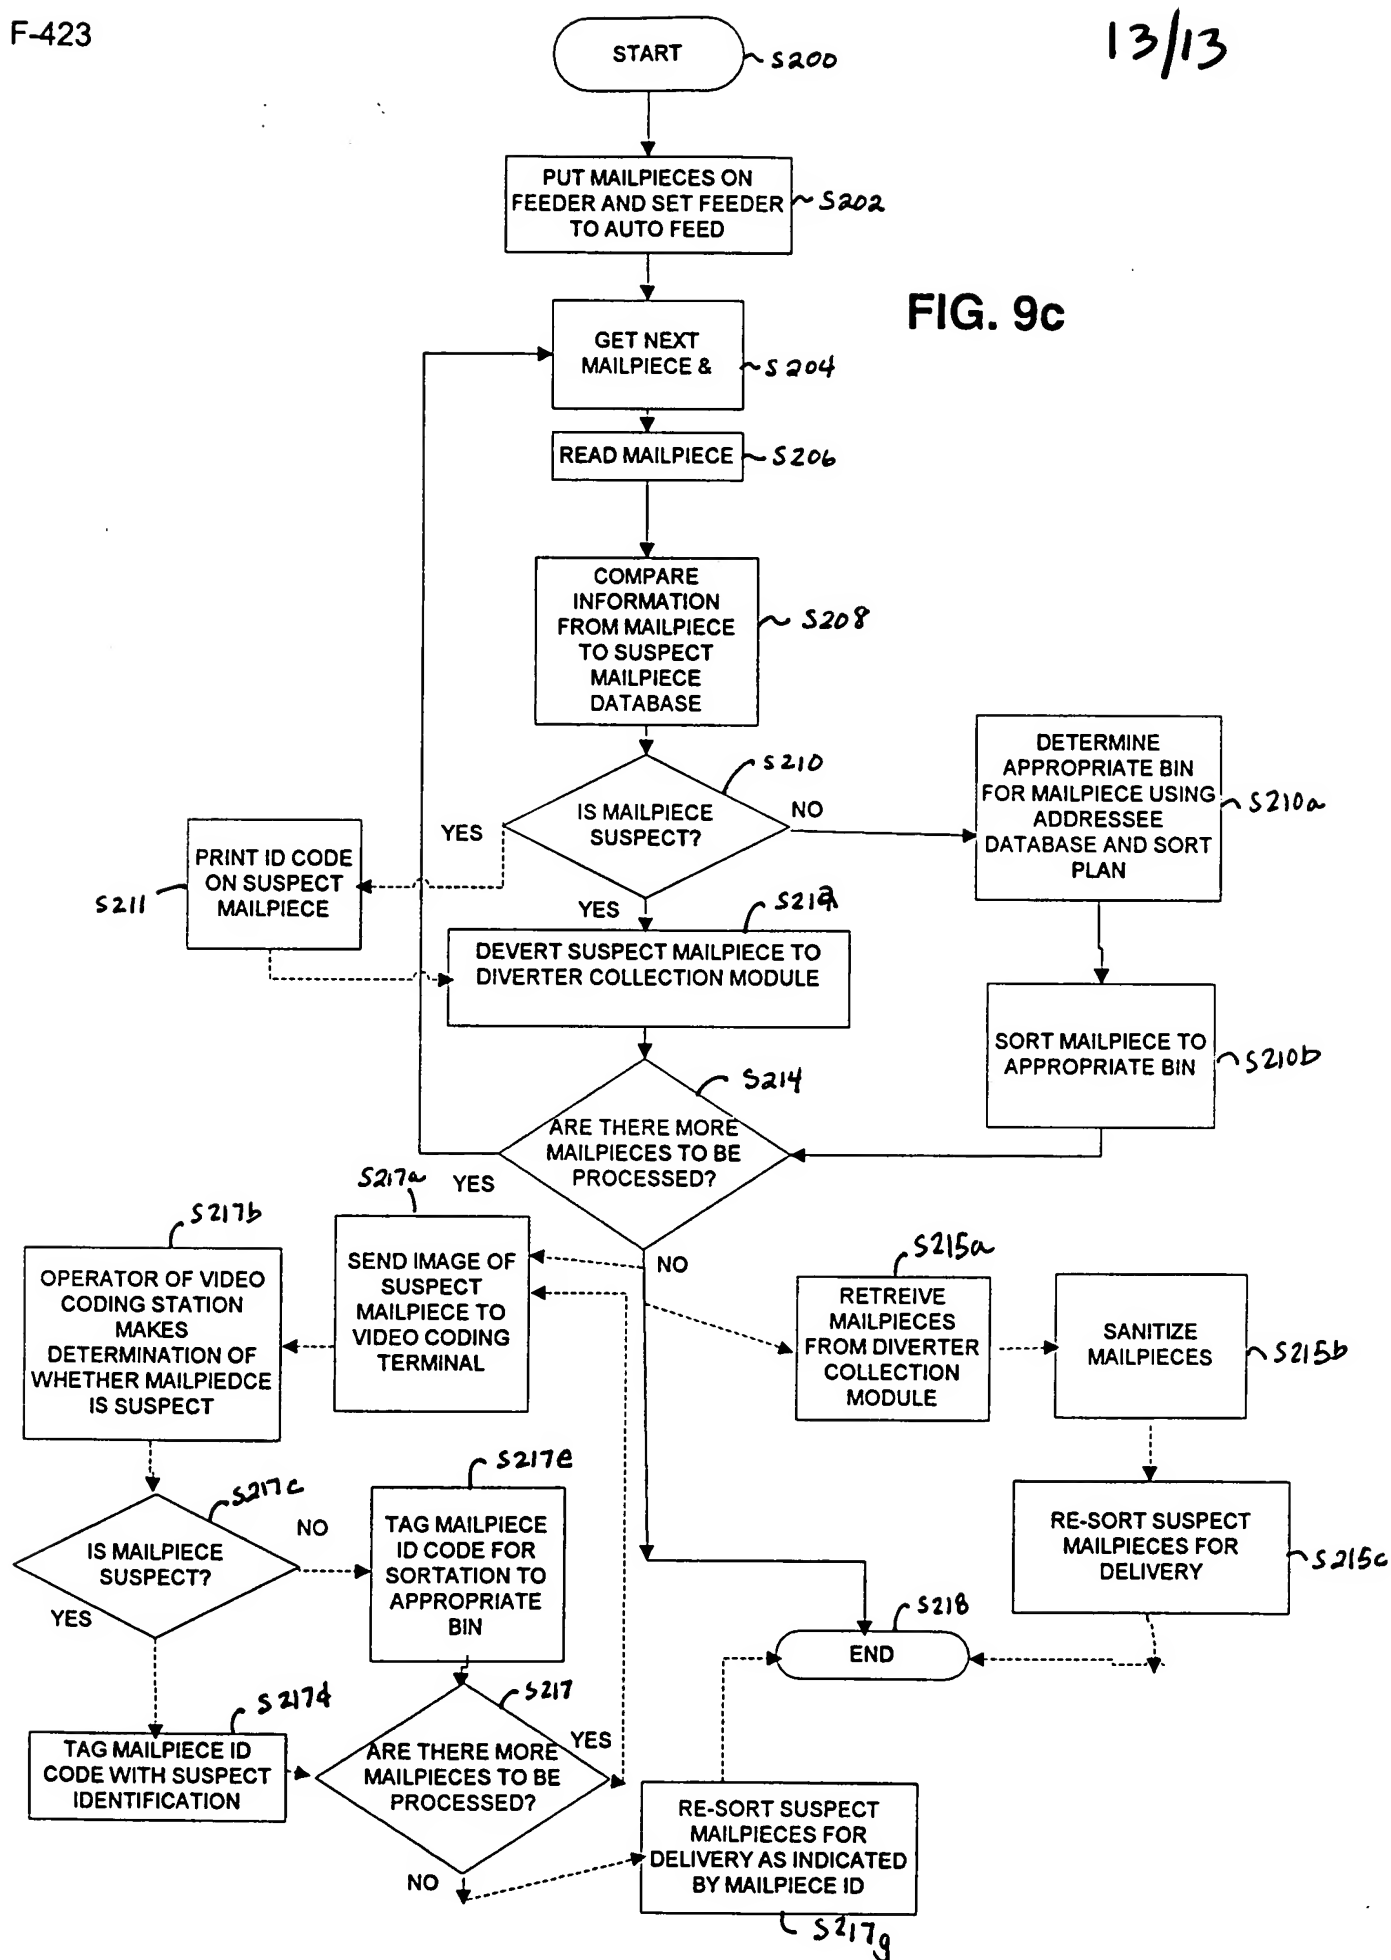 F-423
13/13
START
S200
PUT MAILPIECES ON
FEEDER AND SET FEEDER
TO AUTO FEED
S202
FIG. 9c
GET NEXT
MAILPIECE &
S204
READ MAILPIECE
S206
COMPARE
INFORMATION
FROM MAILPIECE
TO SUSPECT
MAILPIECE
DATABASE
S208
IS MAILPIECE
SUSPECT?
S210
YES
NO
YES
DETERMINE
APPROPRIATE BIN
FOR MAILPIECE USING
ADDRESSEE
DATABASE AND SORT
PLAN
S210a
PRINT ID CODE
ON SUSPECT
MAILPIECE
S211
DEVERT SUSPECT MAILPIECE TO
DIVERTER COLLECTION MODULE
SORT MAILPIECE TO
APPROPRIATE BIN
S210b
S214
ARE THERE MORE
MAILPIECES TO BE
PROCESSED?
YES
NO
S217a
SEND IMAGE OF
SUSPECT
MAILPIECE TO
VIDEO CODING
TERMINAL
S217b
OPERATOR OF VIDEO
CODING STATION
MAKES
DETERMINATION OF
WHETHER MAILPIEDCE
IS SUSPECT
S215a
RETREIVE
MAILPIECES
FROM DIVERTER
COLLECTION
MODULE
SANITIZE
MAILPIECES
S215b
S217c
IS MAILPIECE
SUSPECT?
NO
YES
S217e
TAG MAILPIECE
ID CODE FOR
SORTATION TO
APPROPRIATE
BIN
RE-SORT SUSPECT
MAILPIECES FOR
DELIVERY
S215c
S218
END
S217d
TAG MAILPIECE ID
CODE WITH SUSPECT
IDENTIFICATION
S217
ARE THERE MORE
MAILPIECES TO BE
PROCESSED?
YES
NO
RE-SORT SUSPECT
MAILPIECES FOR
DELIVERY AS INDICATED
BY MAILPIECE ID
S217g